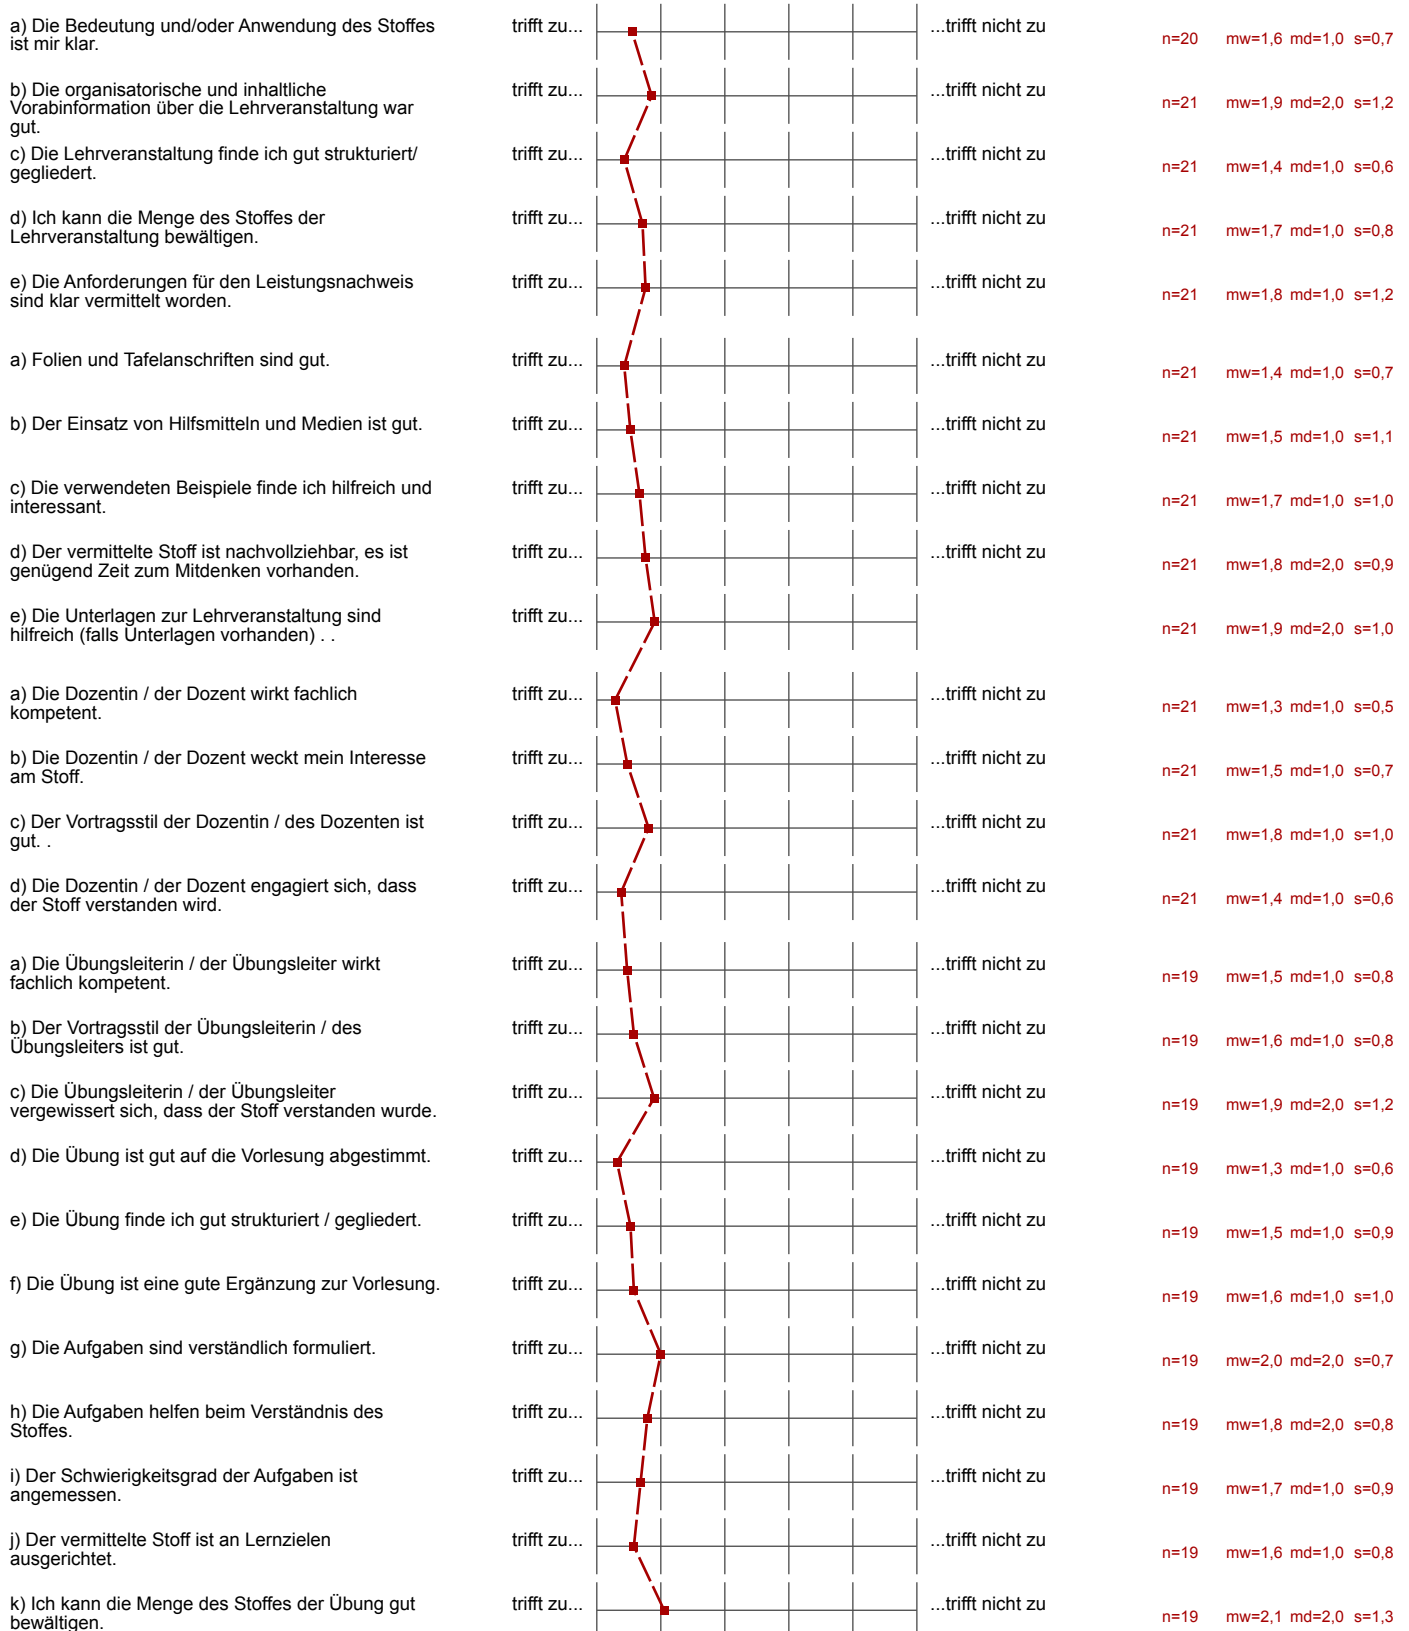 a) Die Bedeutung und/oder Anwendung des Stoffes trifft zu... ...trifft nicht zu
ist mir klar.
n=20 mw=1,6 md=1,0 s=0,7
b) Die organisatorische und inhaltliche trifft zu... ...trifft nicht zu
Vorabinformation über die Lehrveranstaltung war n=21 mw=1,9 md=2,0 s=1,2
gut.
c) Die Lehrveranstaltung finde ich gut strukturiert/ trifft zu... ...trifft nicht zu
gegliedert.
n=21 mw=1,4 md=1,0 s=0,6
d) Ich kann die Menge des Stoffes der trifft zu... ...trifft nicht zu
Lehrveranstaltung bewältigen.
n=21 mw=1,7 md=1,0 s=0,8
e) Die Anforderungen für den Leistungsnachweis trifft zu... ...trifft nicht zu
sind klar vermittelt worden.
n=21 mw=1,8 md=1,0 s=1,2
a) Folien und Tafelanschriften sind gut. trifft zu... ...trifft nicht zu
n=21 mw=1,4 md=1,0 s=0,7
b) Der Einsatz von Hilfsmitteln und Medien ist gut. trifft zu... ...trifft nicht zu
n=21 mw=1,5 md=1,0 s=1,1
c) Die verwendeten Beispiele finde ich hilfreich und trifft zu... ...trifft nicht zu
interessant.
n=21 mw=1,7 md=1,0 s=1,0
d) Der vermittelte Stoff ist nachvollziehbar, es ist trifft zu... ...trifft nicht zu
genügend Zeit zum Mitdenken vorhanden.
n=21 mw=1,8 md=2,0 s=0,9
e) Die Unterlagen zur Lehrveranstaltung sind trifft zu...
hilfreich (falls Unterlagen vorhanden) . .
n=21 mw=1,9 md=2,0 s=1,0
a) Die Dozentin / der Dozent wirkt fachlich trifft zu... ...trifft nicht zu
kompetent.
n=21 mw=1,3 md=1,0 s=0,5
b) Die Dozentin / der Dozent weckt mein Interesse trifft zu... ...trifft nicht zu
am Stoff.
n=21 mw=1,5 md=1,0 s=0,7
c) Der Vortragsstil der Dozentin / des Dozenten ist trifft zu... ...trifft nicht zu
gut. .
n=21 mw=1,8 md=1,0 s=1,0
d) Die Dozentin / der Dozent engagiert sich, dass trifft zu... ...trifft nicht zu
der Stoff verstanden wird.
n=21 mw=1,4 md=1,0 s=0,6
a) Die Übungsleiterin / der Übungsleiter wirkt trifft zu... ...trifft nicht zu
fachlich kompetent.
n=19 mw=1,5 md=1,0 s=0,8
b) Der Vortragsstil der Übungsleiterin / des trifft zu... ...trifft nicht zu
Übungsleiters ist gut.
n=19 mw=1,6 md=1,0 s=0,8
c) Die Übungsleiterin / der Übungsleiter trifft zu... ...trifft nicht zu
vergewissert sich, dass der Stoff verstanden wurde.
n=19 mw=1,9 md=2,0 s=1,2
d) Die Übung ist gut auf die Vorlesung abgestimmt. trifft zu... ...trifft nicht zu
n=19 mw=1,3 md=1,0 s=0,6
e) Die Übung finde ich gut strukturiert / gegliedert. trifft zu... ...trifft nicht zu
n=19 mw=1,5 md=1,0 s=0,9
f) Die Übung ist eine gute Ergänzung zur Vorlesung. trifft zu... ...trifft nicht zu
n=19 mw=1,6 md=1,0 s=1,0
g) Die Aufgaben sind verständlich formuliert. trifft zu... ...trifft nicht zu
n=19 mw=2,0 md=2,0 s=0,7
h) Die Aufgaben helfen beim Verständnis des trifft zu... ...trifft nicht zu
Stoffes.
n=19 mw=1,8 md=2,0 s=0,8
i) Der Schwierigkeitsgrad der Aufgaben ist trifft zu... ...trifft nicht zu
angemessen.
n=19 mw=1,7 md=1,0 s=0,9
j) Der vermittelte Stoff ist an Lernzielen trifft zu... ...trifft nicht zu
ausgerichtet.
n=19 mw=1,6 md=1,0 s=0,8
k) Ich kann die Menge des Stoffes der Übung gut trifft zu... ...trifft nicht zu
bewältigen.
n=19 mw=2,1 md=2,0 s=1,3